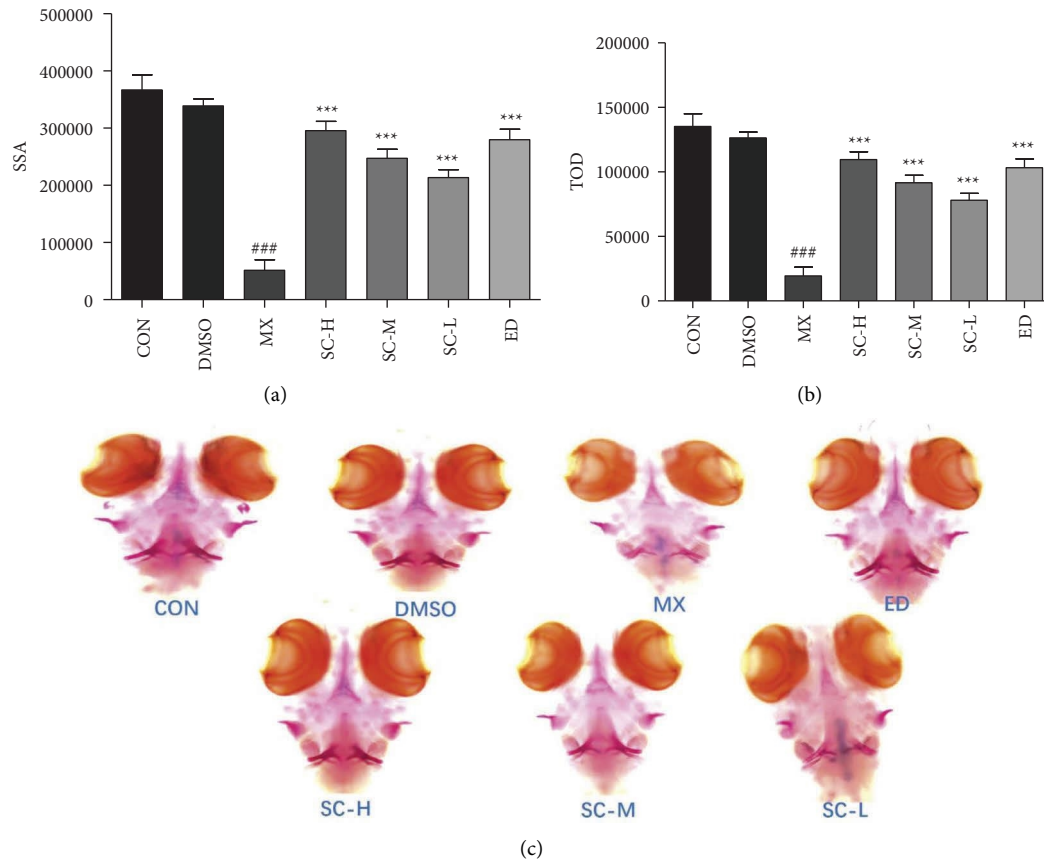 500000
400000
300000
200000
100000
0
SSA
###
***
***
***
***
CON
DMSO
MX
SC-H
SC-M
SC-L
ED
(a)
200000
150000
100000
50000
0
TOD
###
***
***
***
***
CON
DMSO
MX
SC-H
SC-M
SC-L
ED
(b)
CON
DMSO
MX
ED
SC-H
SC-M
SC-L
(c)